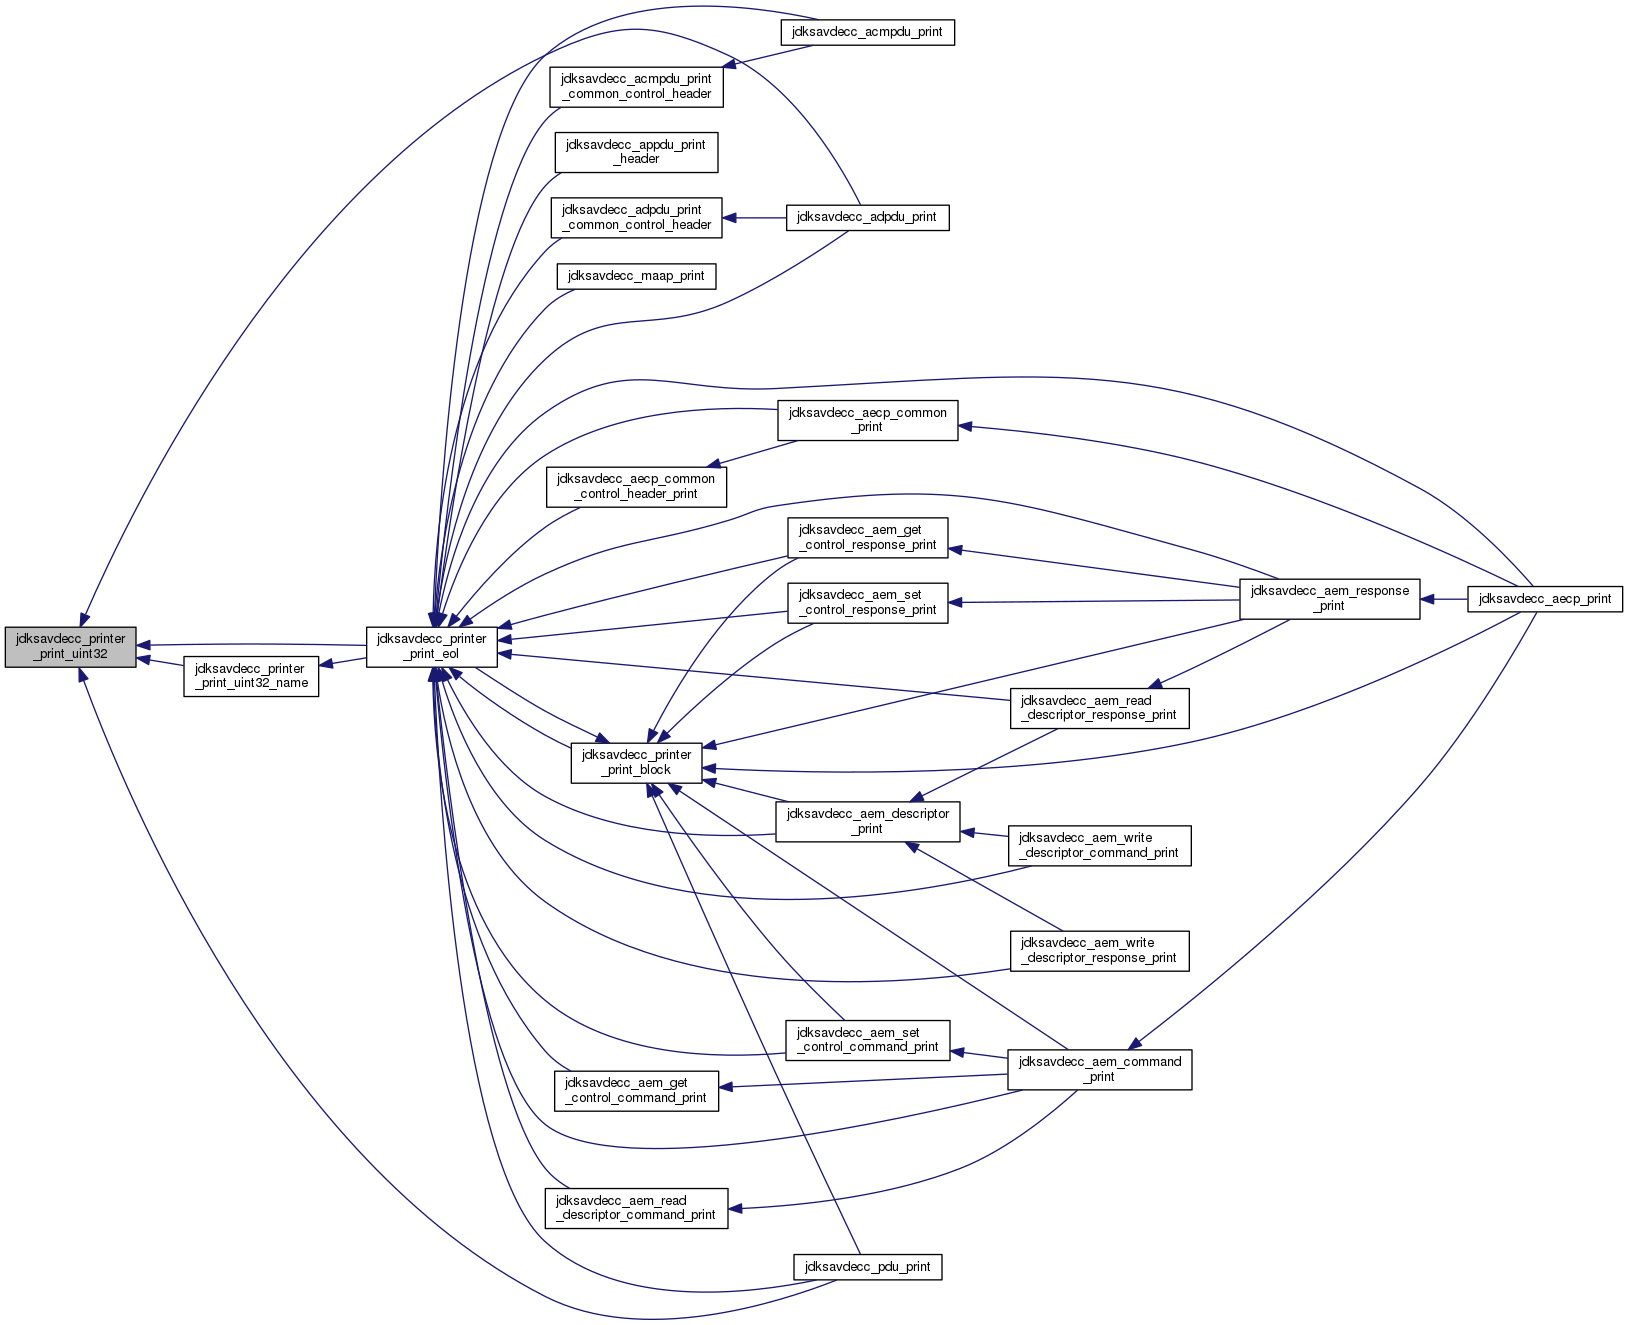 jdksavdecc_acmpdu_print
jdksavdecc_acmpdu_print
_common_control_header
jdksavdecc_appdu_print
_header
jdksavdecc_adpdu_print
_common_control_header
jdksavdecc_adpdu_print
jdksavdecc_maap_print
jdksavdecc_aecp_common
_print
jdksavdecc_aecp_common
_control_header_print
jdksavdecc_aem_get
_control_response_print
jdksavdecc_aem_set
_control_response_print
jdksavdecc_aem_response
_print
jdksavdecc_aecp_print
jdksavdecc_printer
_print_uint32
jdksavdecc_printer
_print_uint32_name
jdksavdecc_printer
_print_eol
jdksavdecc_aem_read
_descriptor_response_print
jdksavdecc_printer
_print_block
jdksavdecc_aem_descriptor
_print
jdksavdecc_aem_write
_descriptor_command_print
jdksavdecc_aem_write
_descriptor_response_print
jdksavdecc_aem_set
_control_command_print
jdksavdecc_aem_command
_print
jdksavdecc_aem_get
_control_command_print
jdksavdecc_aem_read
_descriptor_command_print
jdksavdecc_pdu_print